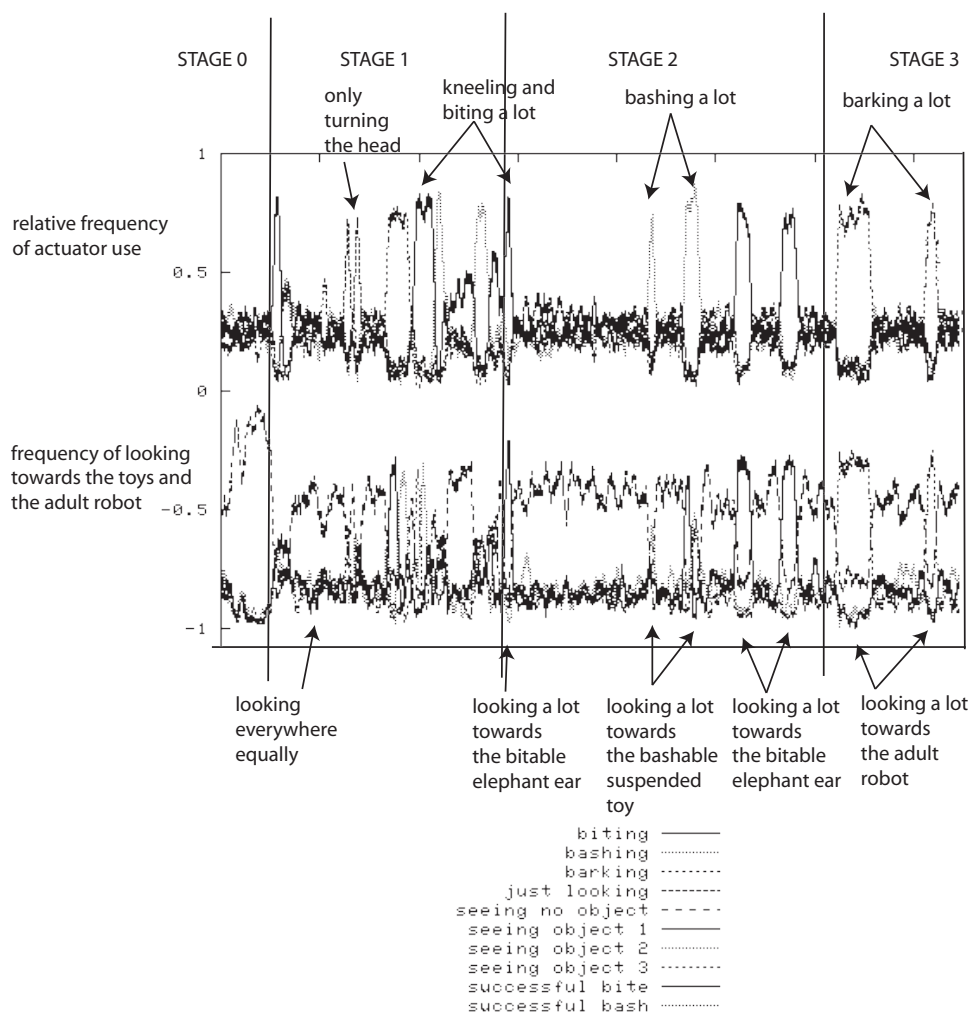 STAGE 0
STAGE 1
STAGE 2
STAGE 3
only
turning
the head
kneeling and
biting a lot
bashing a lot
barking a lot
relative frequency
of actuator use
frequency of looking
towards the toys and
the adult robot
1
0.5
0
-0.5
-1
looking
everywhere
equally
looking a lot
towards
the bitable
elephant ear
looking a lot
towards
the bashable
suspended
toy
looking a lot
towards
the bitable
elephant ear
looking a lot
towards
the adult
robot
biting
bashing
barking
just looking
seeing no object
seeing object 1
seeing object 2
seeing object 3
successful bite
successful bash